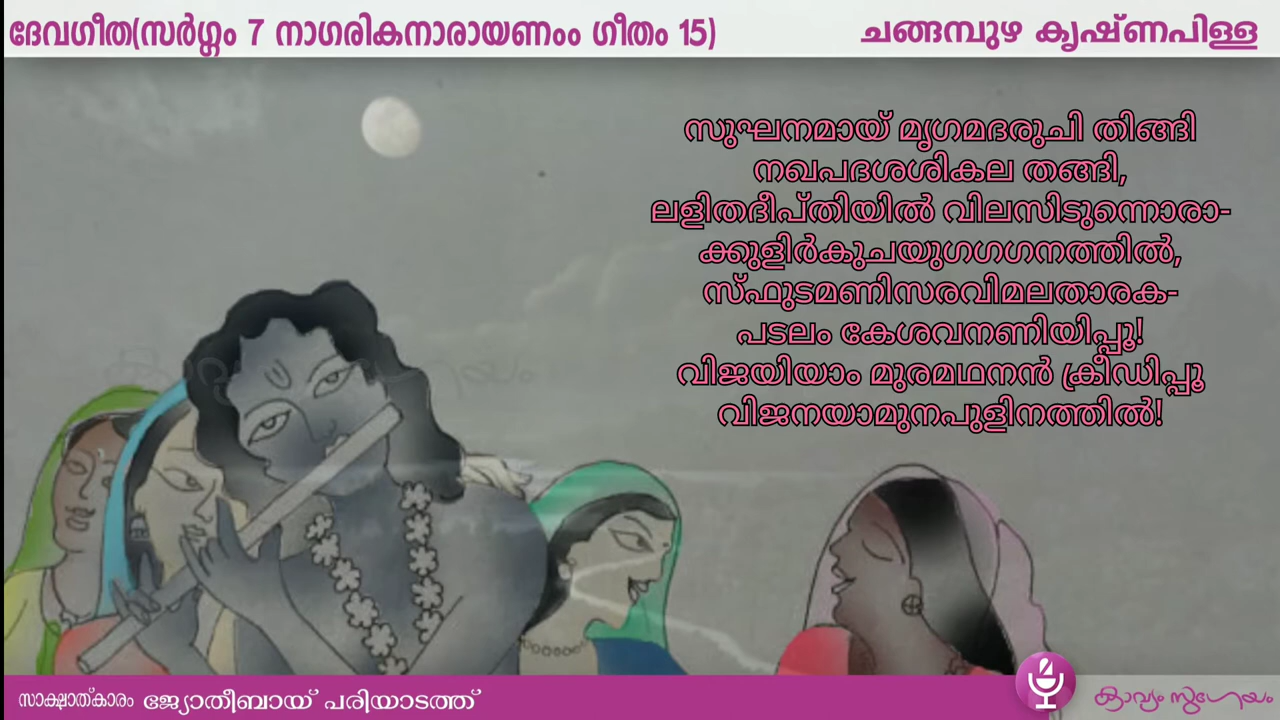 ദേവഗീത(സർഗ്ഗം 7 നാഗരികനാരായണംം ഗീതം 15)
ചങ്ങമ്പുഴ കൃഷ്ണപിള്ള
സുഘനമായ് മൃഗമദരുചി തിങ്ങി
നഖപദശശികല തങ്ങി,
ലളിതദീപ്തിയിൽ വിലസിടുന്നൊരാ-
ക്കുളിർകുചയുഗഗഗനത്തിൽ,
സ്ഫുടമണിസരവിമലതാരക-
പടലം കേശവനണിയിപ്പൂ!
വിജയിയാം മുരമഥനൻ ക്രീഡിപ്പൂ
വിജനയാമുനപുളിനത്തിൽ!
സാക്ഷാത്കാരം ജ്യോതീബായ് പരിയാടത്ത്
കാവ്യം സുഗേയം